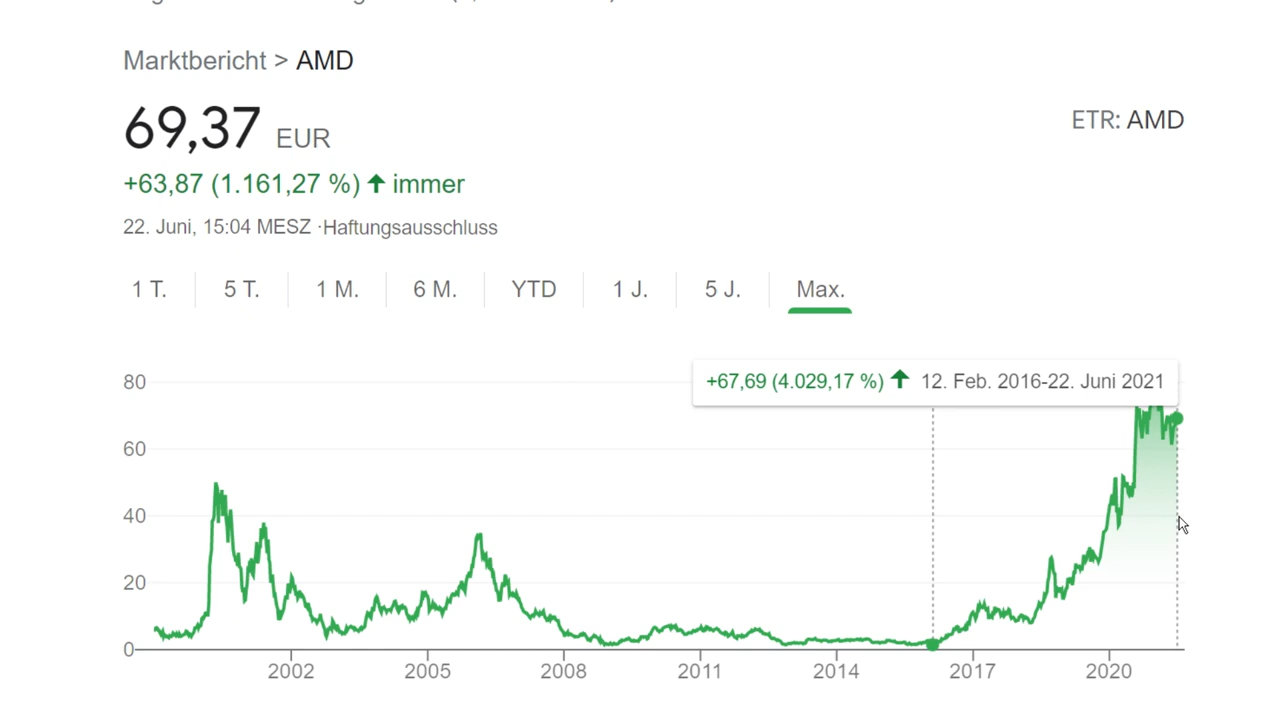 Marktbericht > AMD
69,37 EUR
ETR: AMD
+63,87 (1.161,27 %) ↑ immer
22. Juni, 15:04 MESZ ·Haftungsausschluss
1 T. 5 T. 1 M. 6 M. YTD 1 J. 5 J. Max.
+67,69 (4.029,17 %) ↑ 12. Feb. 2016-22. Juni 2021
80
60
40
20
0
2002 2005 2008 2011 2014 2017 2020